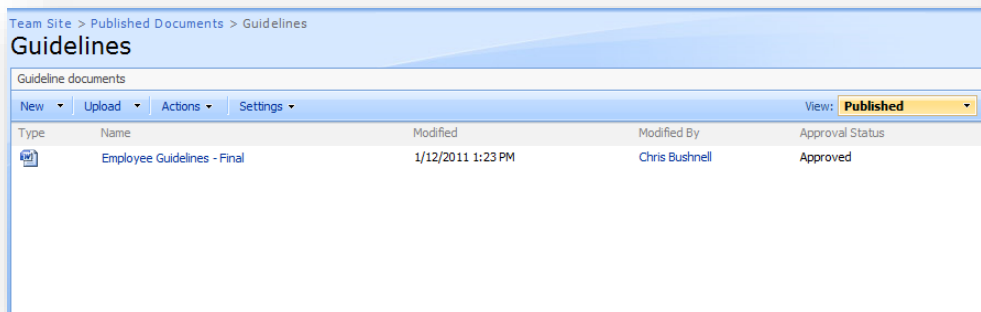 Team Site > Published Documents > Guidelines
Guidelines
Guideline documents
New Upload Actions Settings View: Published
Type Name Modified Modified By Approval Status
Employee Guidelines - Final 1/12/2011 1:23 PM Chris Bushnell Approved